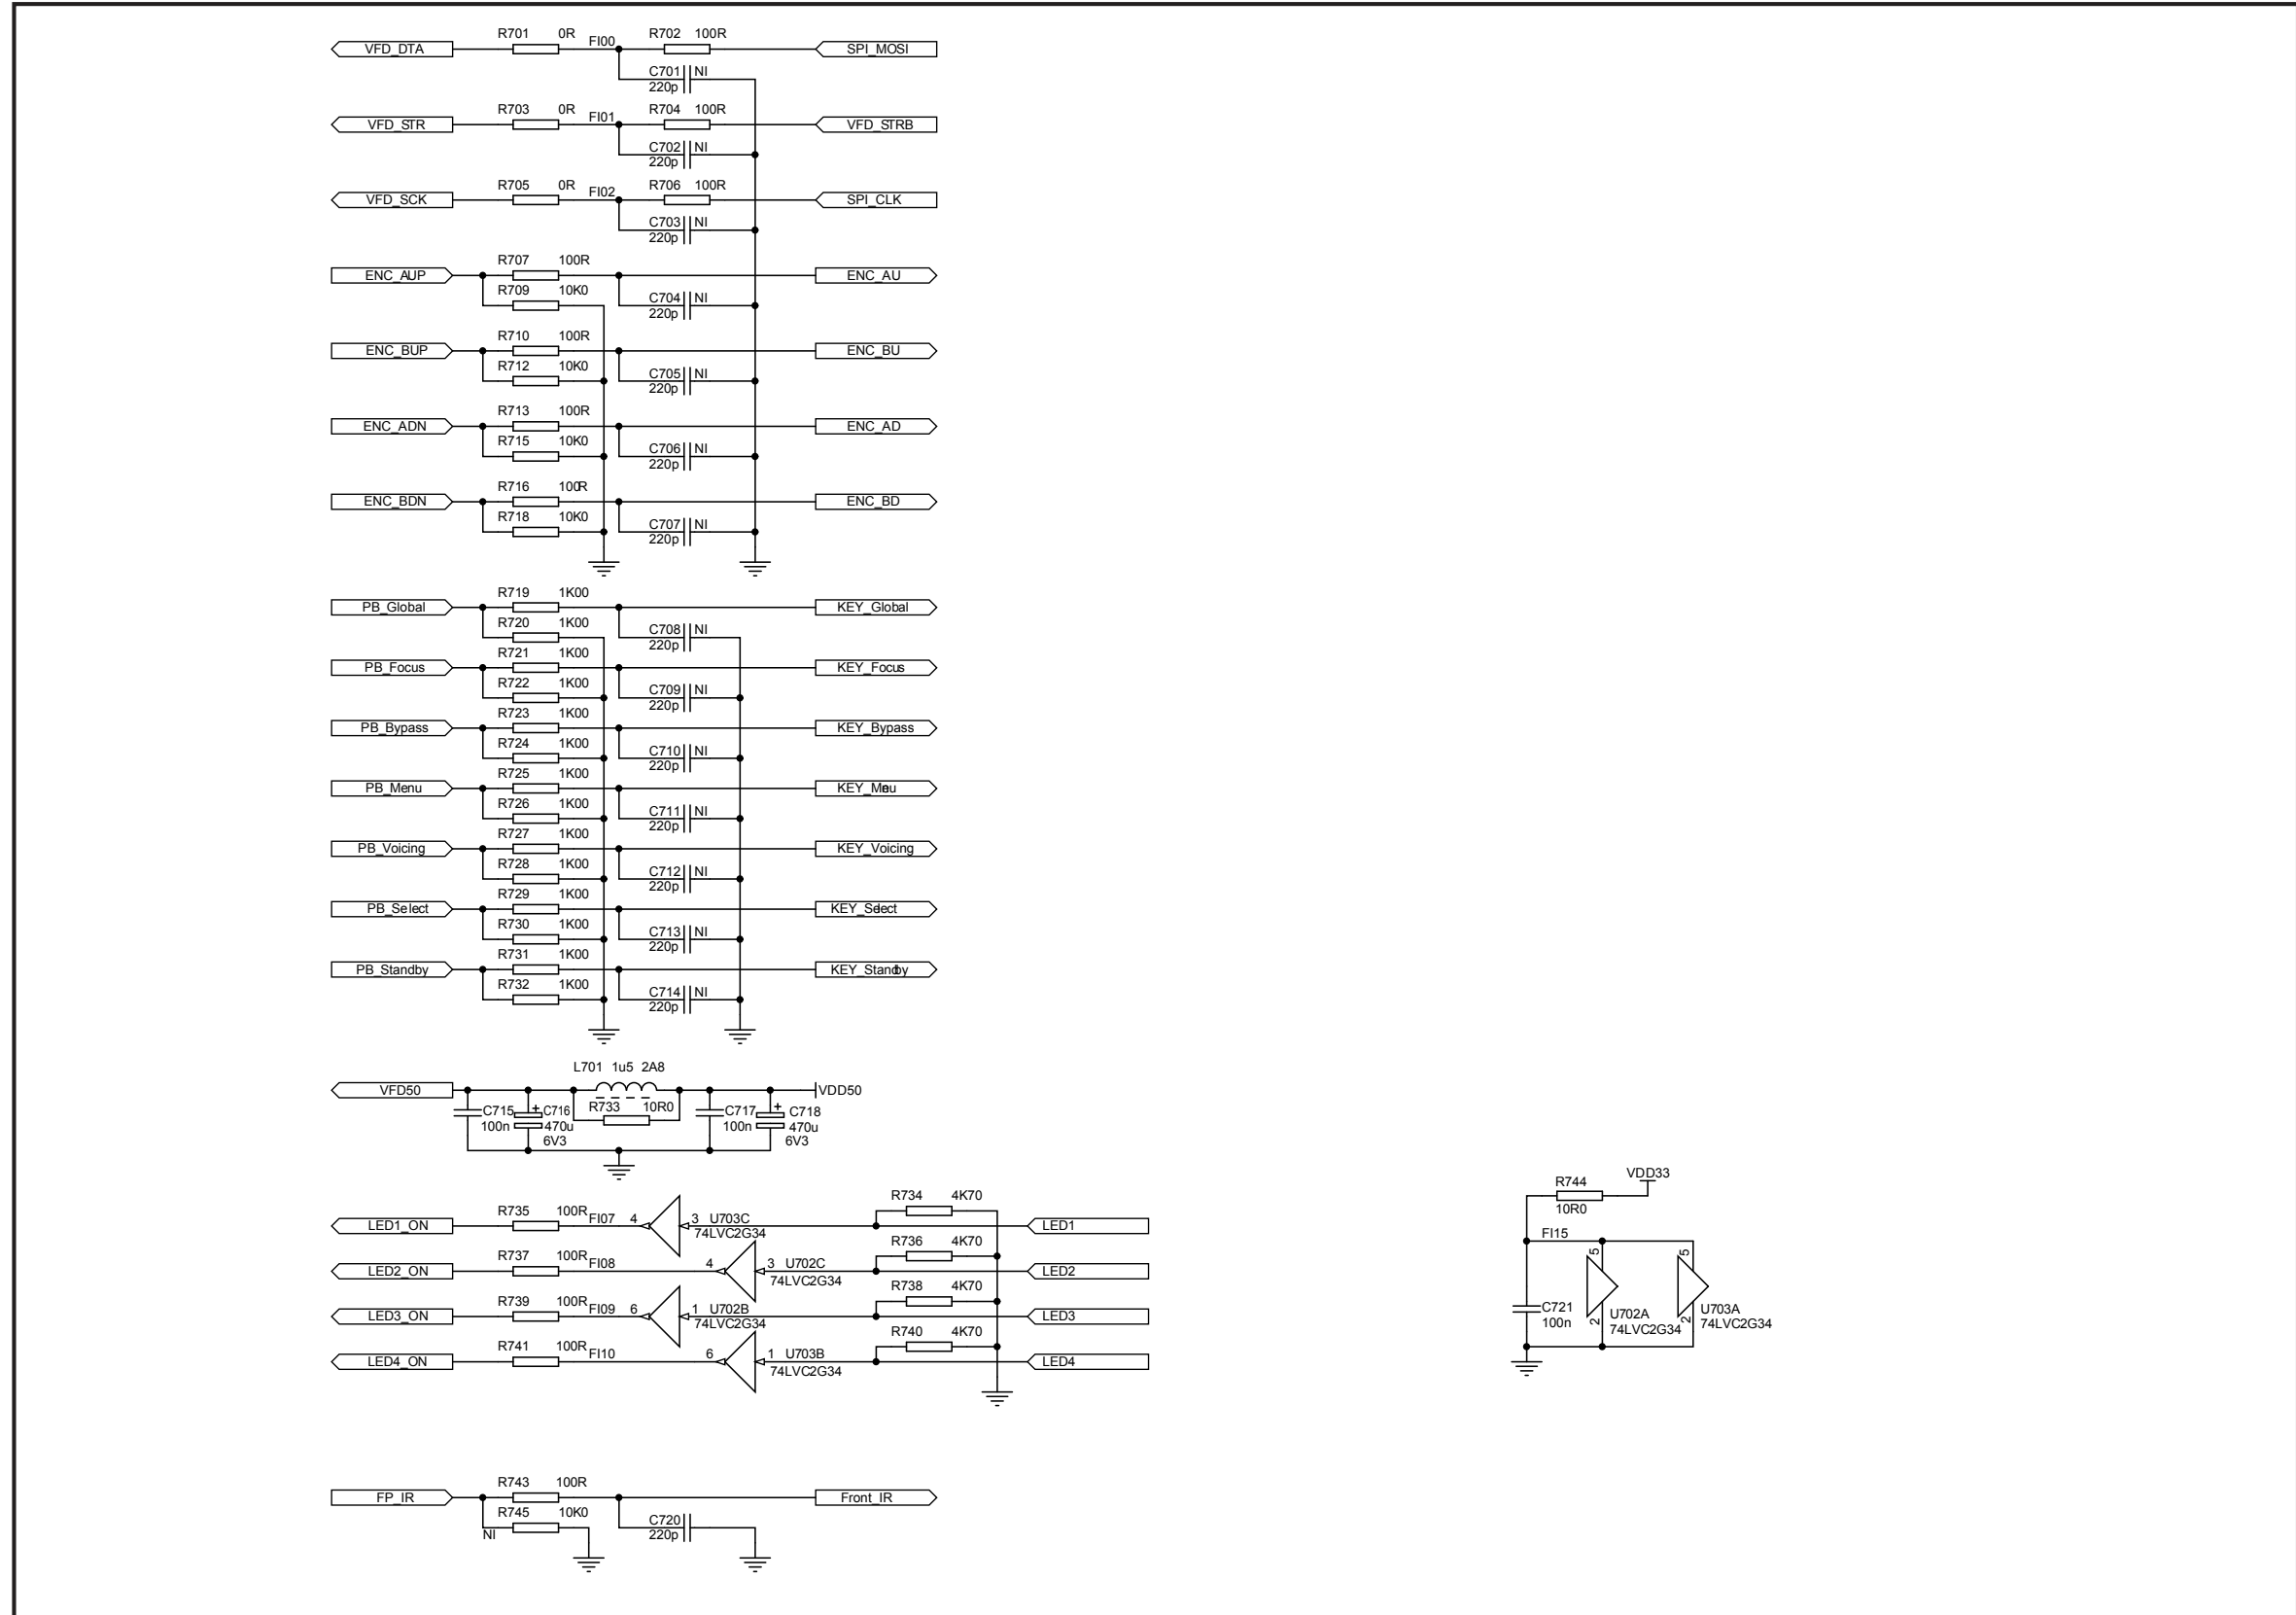 R701 0R FI00 R702 100R
VFD_DTA SPI_MOSI
C701 NI
220p
R703 0R FI01 R704 100R
VFD_STR VFD_STRB
C702 NI
220p
R705 0R FI02 R706 100R
VFD_SCK SPI_CLK
C703 NI
220p
R707 100R
ENC_AUP ENC_AU
R709 10K0 C704 NI
220p
R710 100R
ENC_BUP ENC_BU
R712 10K0 C705 NI
220p
R713 100R
ENC_ADN ENC_AD
R715 10K0 C706 NI
220p
R716 100R
ENC_BDN ENC_BD
R718 10K0 C707 NI
220p
R719 1K00
PB_Global KEY_Global
R720 1K00 C708 NI
220p
R721 1K00
PB_Focus KEY_Focus
R722 1K00 C709 NI
220p
R723 1K00
PB_Bypass KEY_Bypass
R724 1K00 C710 NI
220p
R725 1K00
PB_Menu KEY_Menu
R726 1K00 C711 NI
220p
R727 1K00
PB_Voicing KEY_Voicing
R728 1K00 C712 NI
220p
R729 1K00
PB_Select KEY_Select
R730 1K00 C713 NI
220p
R731 1K00
PB_Standby KEY_Standby
R732 1K00 C714 NI
220p
L701 1u5 2A8
VFD50 VDD50
C715 + C716 R733 10R0 C717 + C718
100n 470u 100n 470u
6V3 6V3
R734 4K70
R735 100R FI07 4 3 U703C
LED1_ON 74LVC2G34 LED1
R736 4K70
R737 100R FI08 4 3 U702C
LED2_ON 74LVC2G34 LED2
R738 4K70
R739 100R FI09 6 1 U702B
LED3_ON 74LVC2G34 LED3
R740 4K70
R741 100R FI10 6 1 U703B
LED4_ON 74LVC2G34 LED4
VDD33
R744
10R0
FI15
5 5
C721 U702A U703A
100n 2 74LVC2G34 2 74LVC2G34
R743 100R
FP_IR Front_IR
R745 10K0 C720
NI 220p